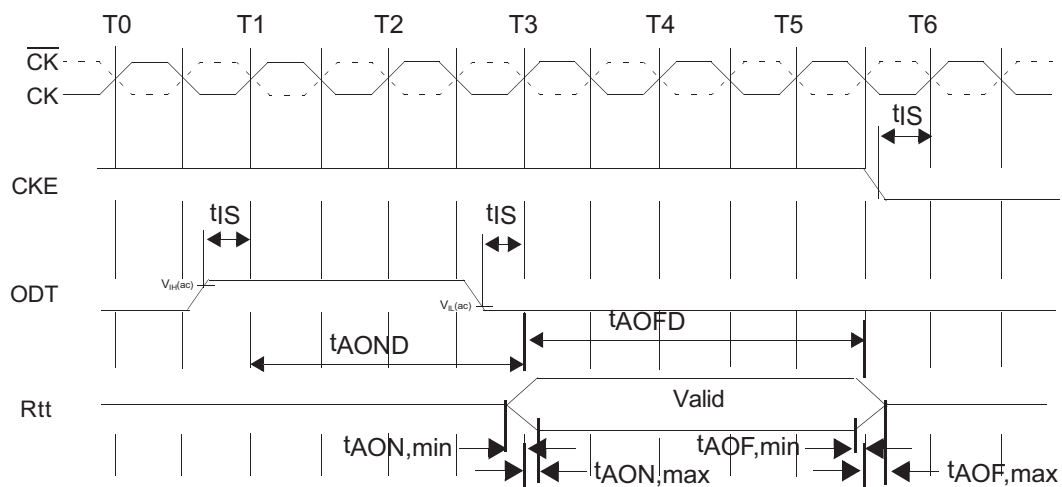 T0 T1 T2 T3 T4 T5 T6
CK
CK
tIS
CKE
tIS
tIS
VIH(ac)
ODT
VIL(ac)
tAOFD
tAOND
Rtt
Valid
tAON,min
tAOF,min
tAON,max
tAOF,max